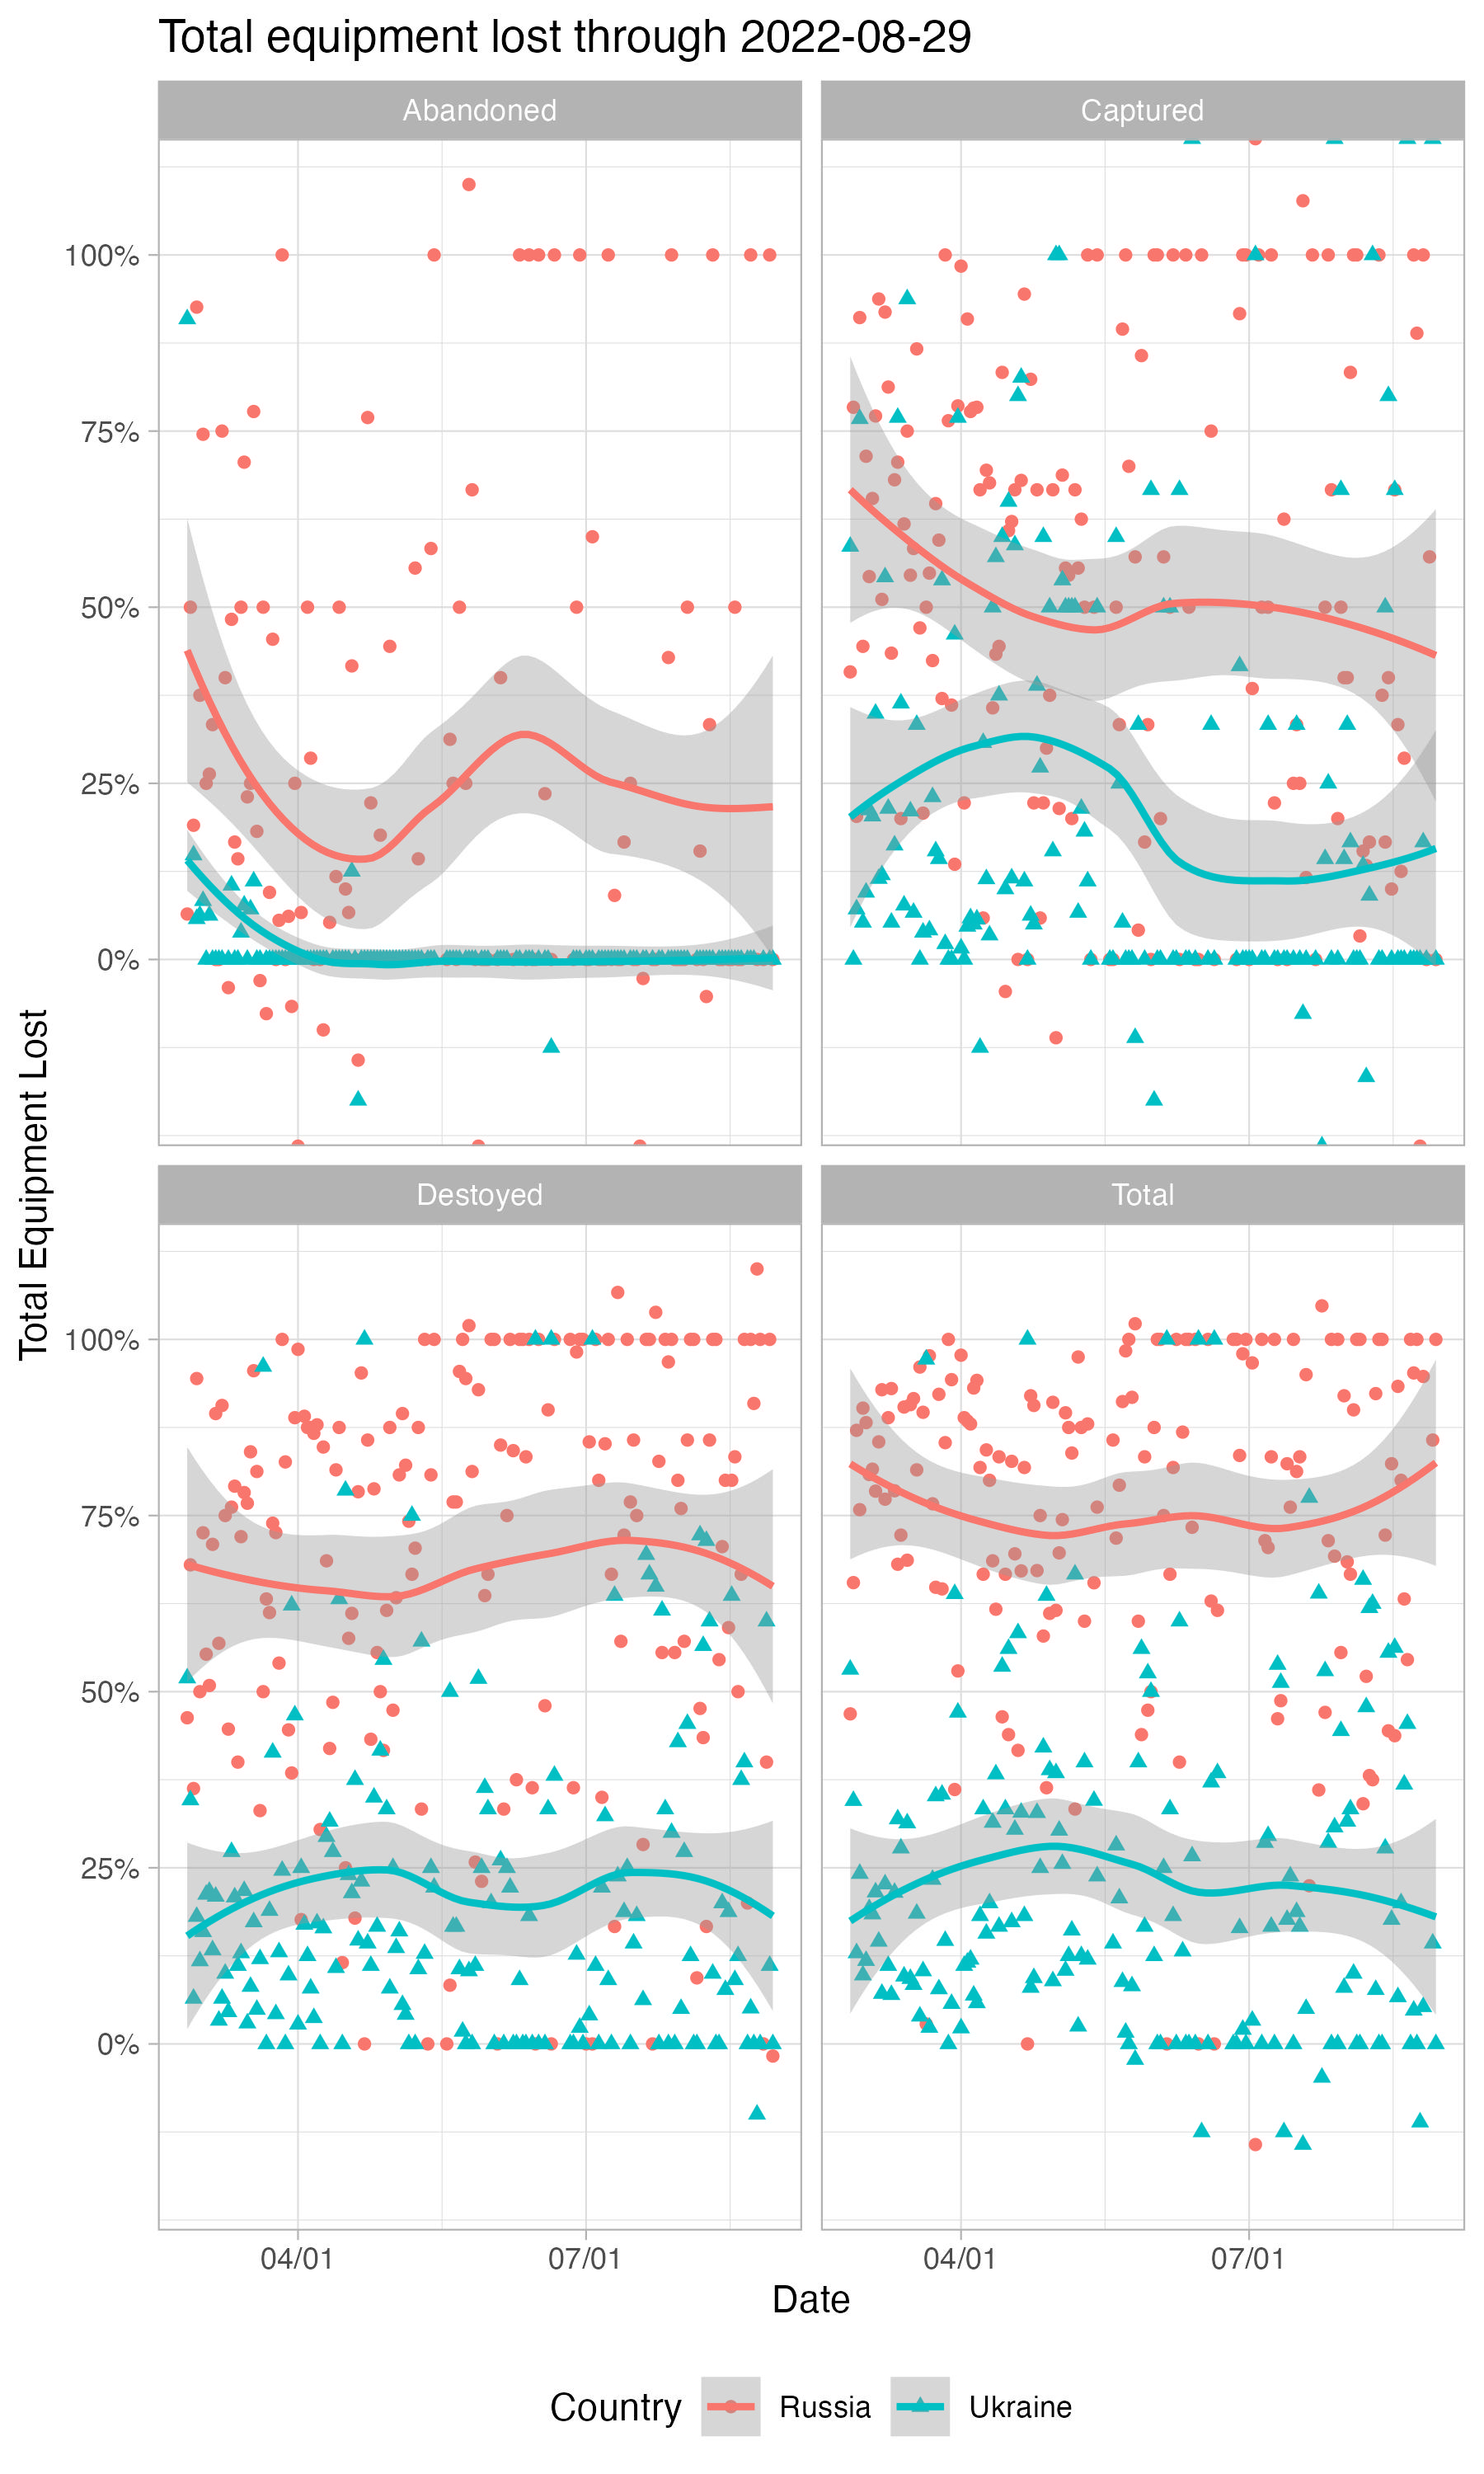 Total equipment lost through 2022-08-29
Abandoned
Captured
100%
75%
50%
25%
0%
Total Equipment Lost
Destoyed
Total
100%
75%
50%
25%
0%
04/01
07/01
04/01
07/01
Date
Country
Russia
Ukraine